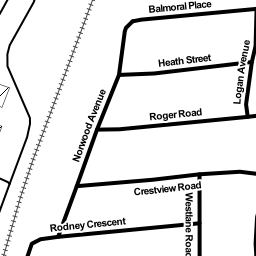 Balmoral Place
Heath Street
Logan Avenue
Roger Road
Norwood Avenue
Crestview Road
Westlane Road
Rodney Crescent